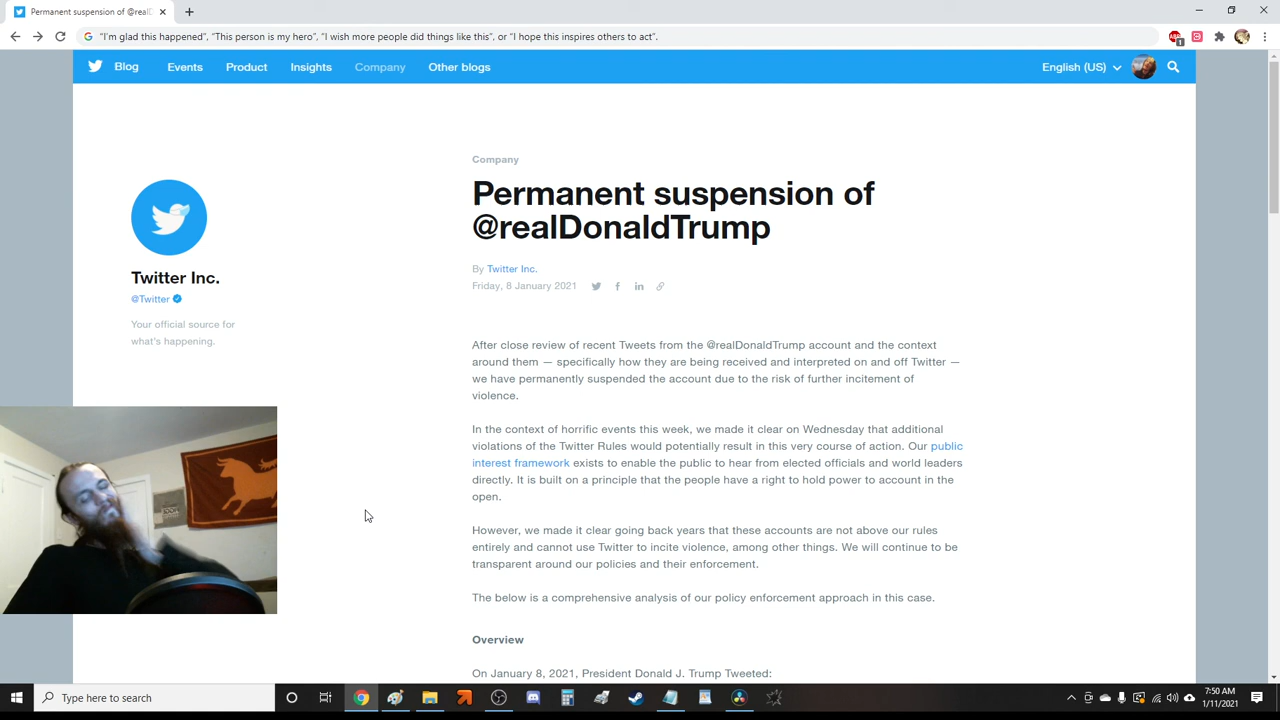 Permanent suspension of @realD
"I'm glad this happened", "This person is my hero", "I wish more people did things like this", or "I hope this inspires others to act".
1
Blog Events Product Insights Company Other blogs English (US)
Company
Permanent suspension of
@realDonaldTrump
By Twitter Inc.
Friday, 8 January 2021
Twitter Inc.
@Twitter
Your official source for
what's happening.
After close review of recent Tweets from the @realDonaldTrump account and the context
around them — specifically how they are being received and interpreted on and off Twitter —
we have permanently suspended the account due to the risk of further incitement of
violence.
In the context of horrific events this week, we made it clear on Wednesday that additional
violations of the Twitter Rules would potentially result in this very course of action. Our public
interest framework exists to enable the public to hear from elected officials and world leaders
directly. It is built on a principle that the people have a right to hold power to account in the
open.
However, we made it clear going back years that these accounts are not above our rules
entirely and cannot use Twitter to incite violence, among other things. We will continue to be
transparent around our policies and their enforcement.
The below is a comprehensive analysis of our policy enforcement approach in this case.
Overview
On January 8, 2021, President Donald J. Trump Tweeted:
Type here to search
7:50 AM
1/11/2021